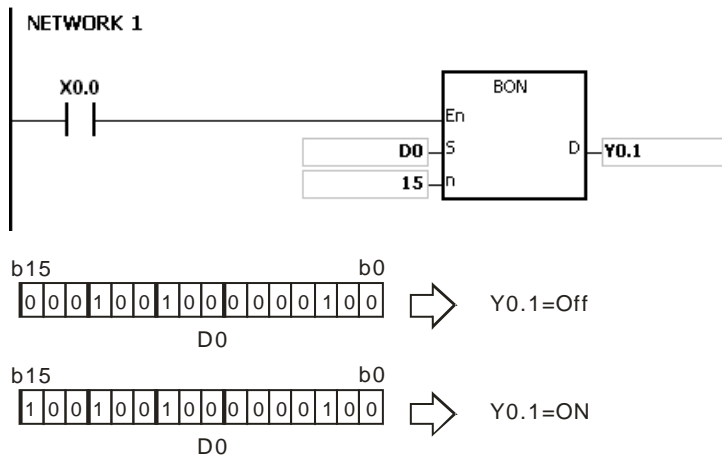 NETWORK 1
X0.0
BON
En
D0 S D Y0.1
15 n
b15 b0
0 0 0 1 0 0 1 0 0 0 0 0 0 1 0 0 Y0.1=Off
D0
b15 b0
1 0 0 1 0 0 1 0 0 0 0 0 0 1 0 0 Y0.1=ON
D0